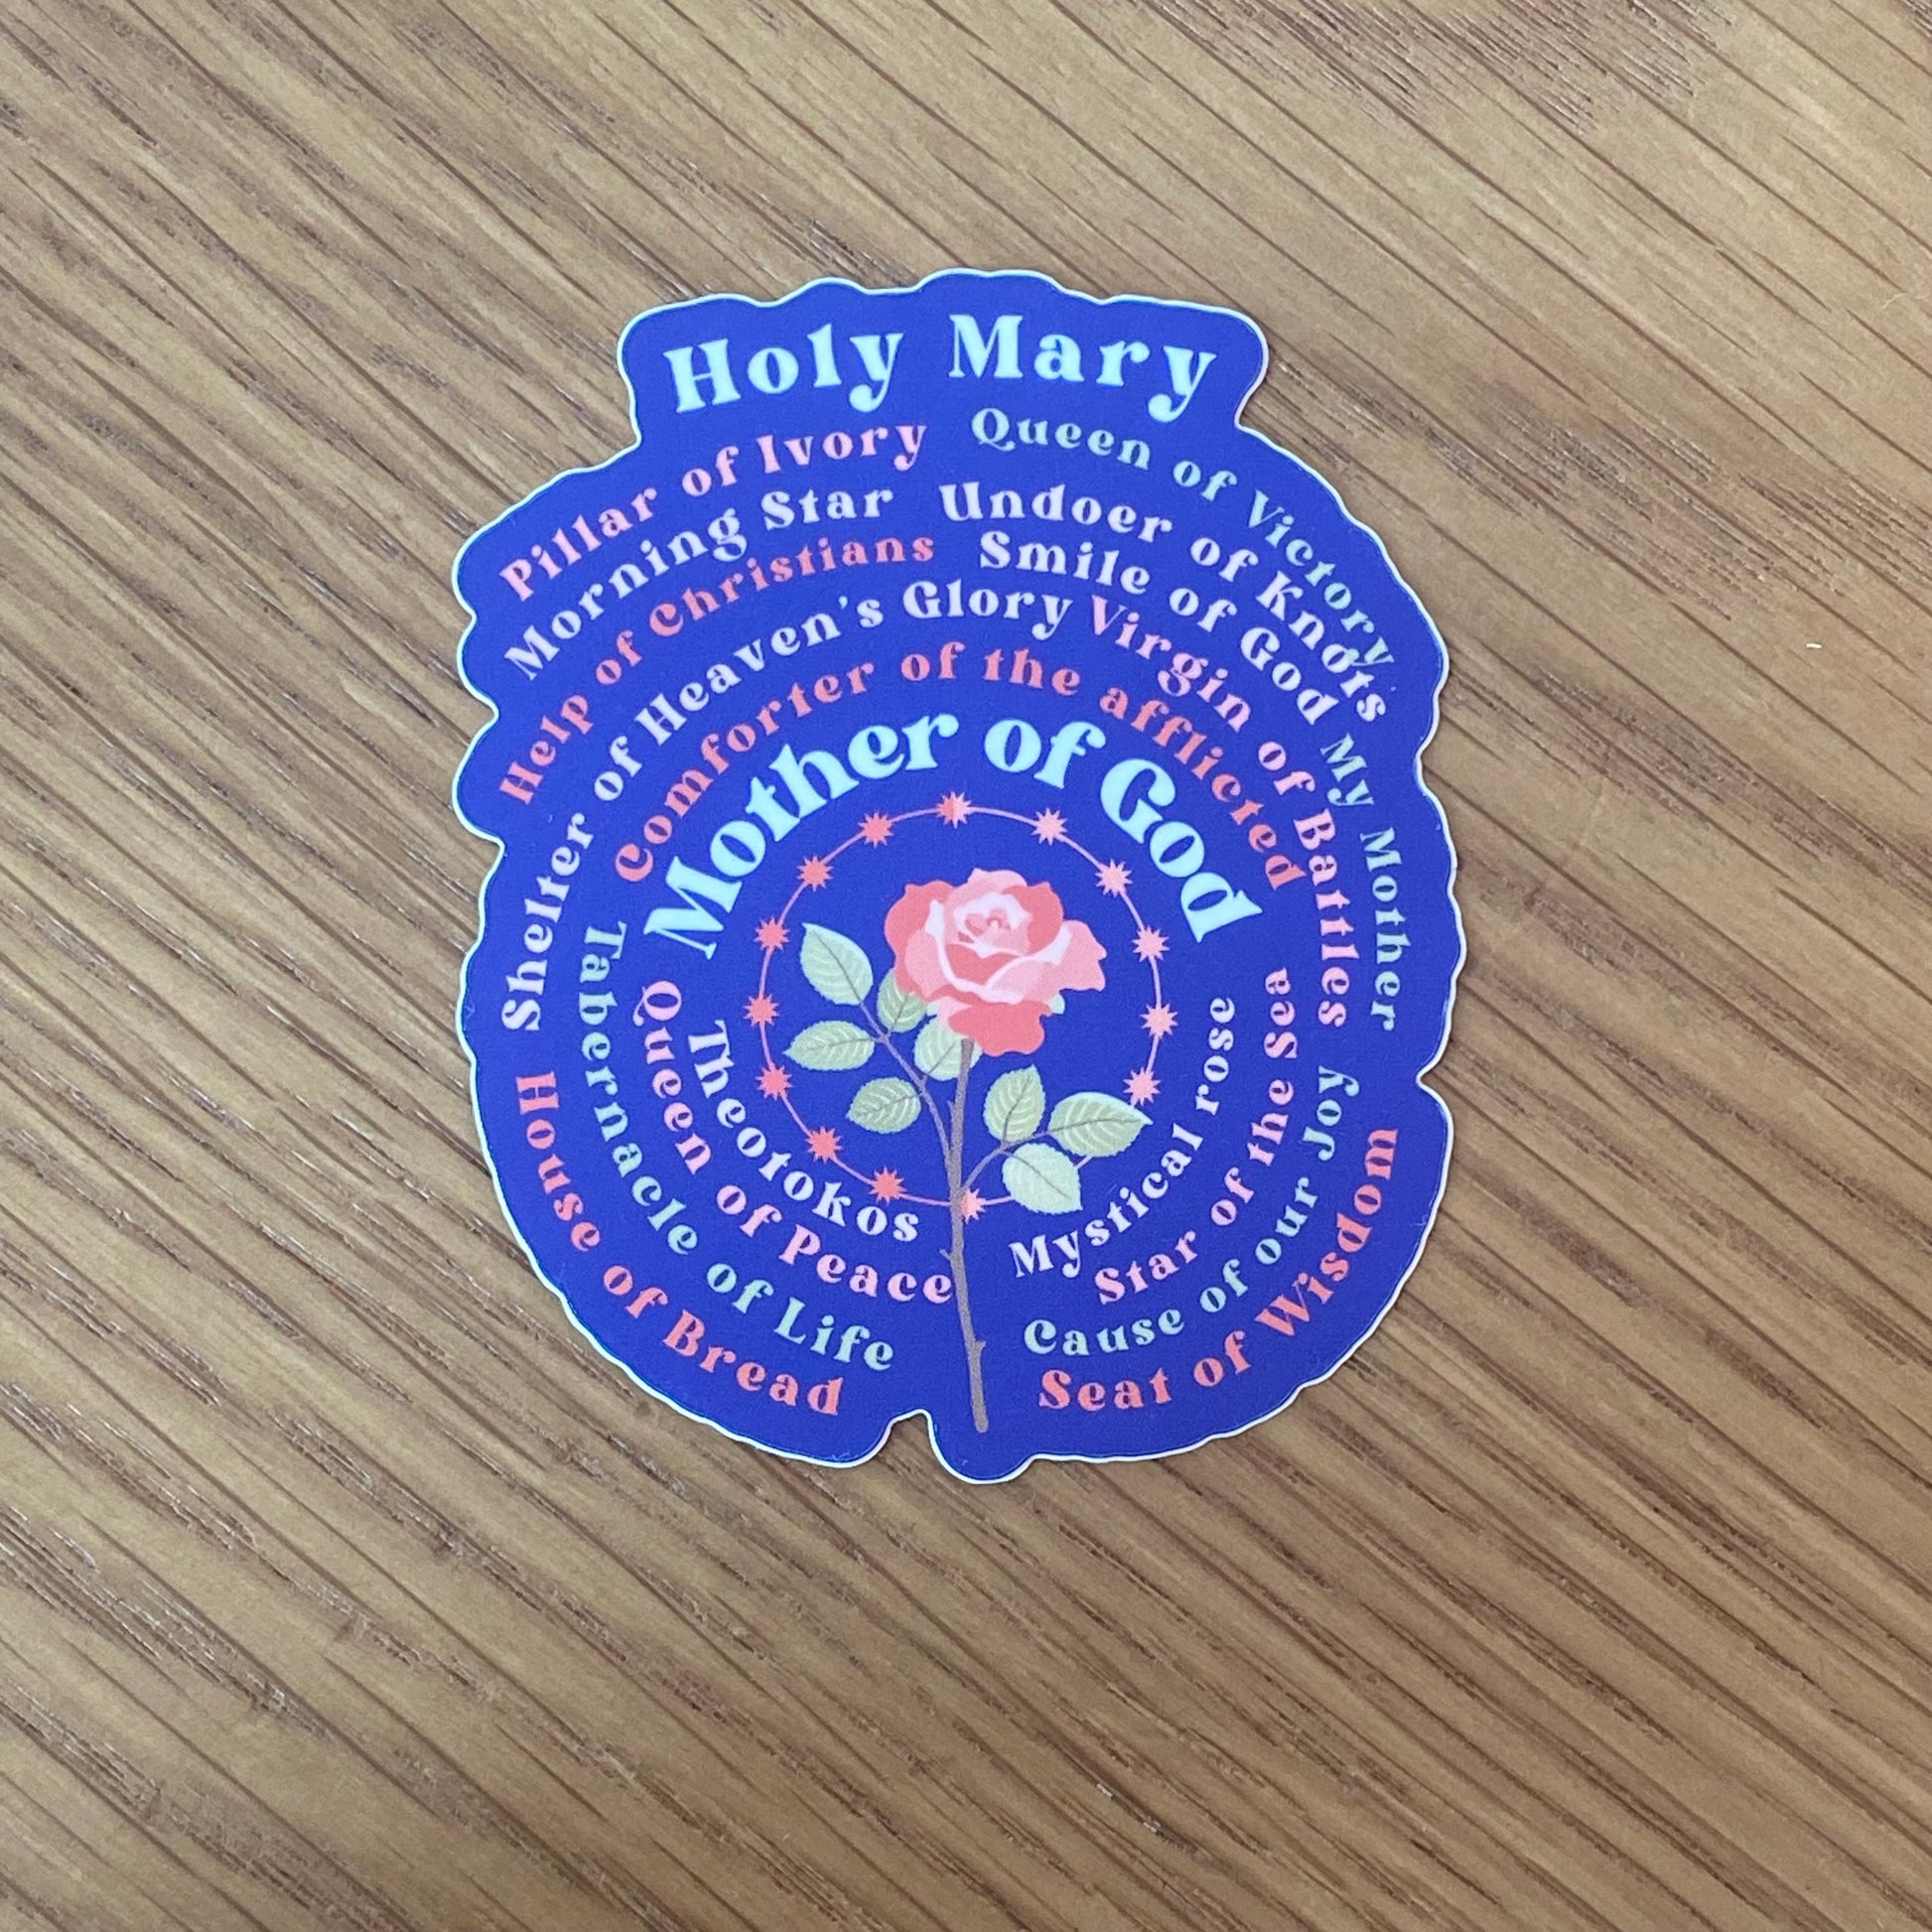 Holy Mary
Pillar of Ivory
Queen of Victory
Morning Star
Undoer of Knots
Help of Christians
Smile of God
Shelter of Heaven's Glory
Virgin of Battles
My Mother
Comforter of the afflicted
Mother of God
Theotokos
Mystical rose
Queen of Peace
Star of the Sea
Tabernacle of Life
Cause of our Joy
House of Bread
Seat of Wisdom